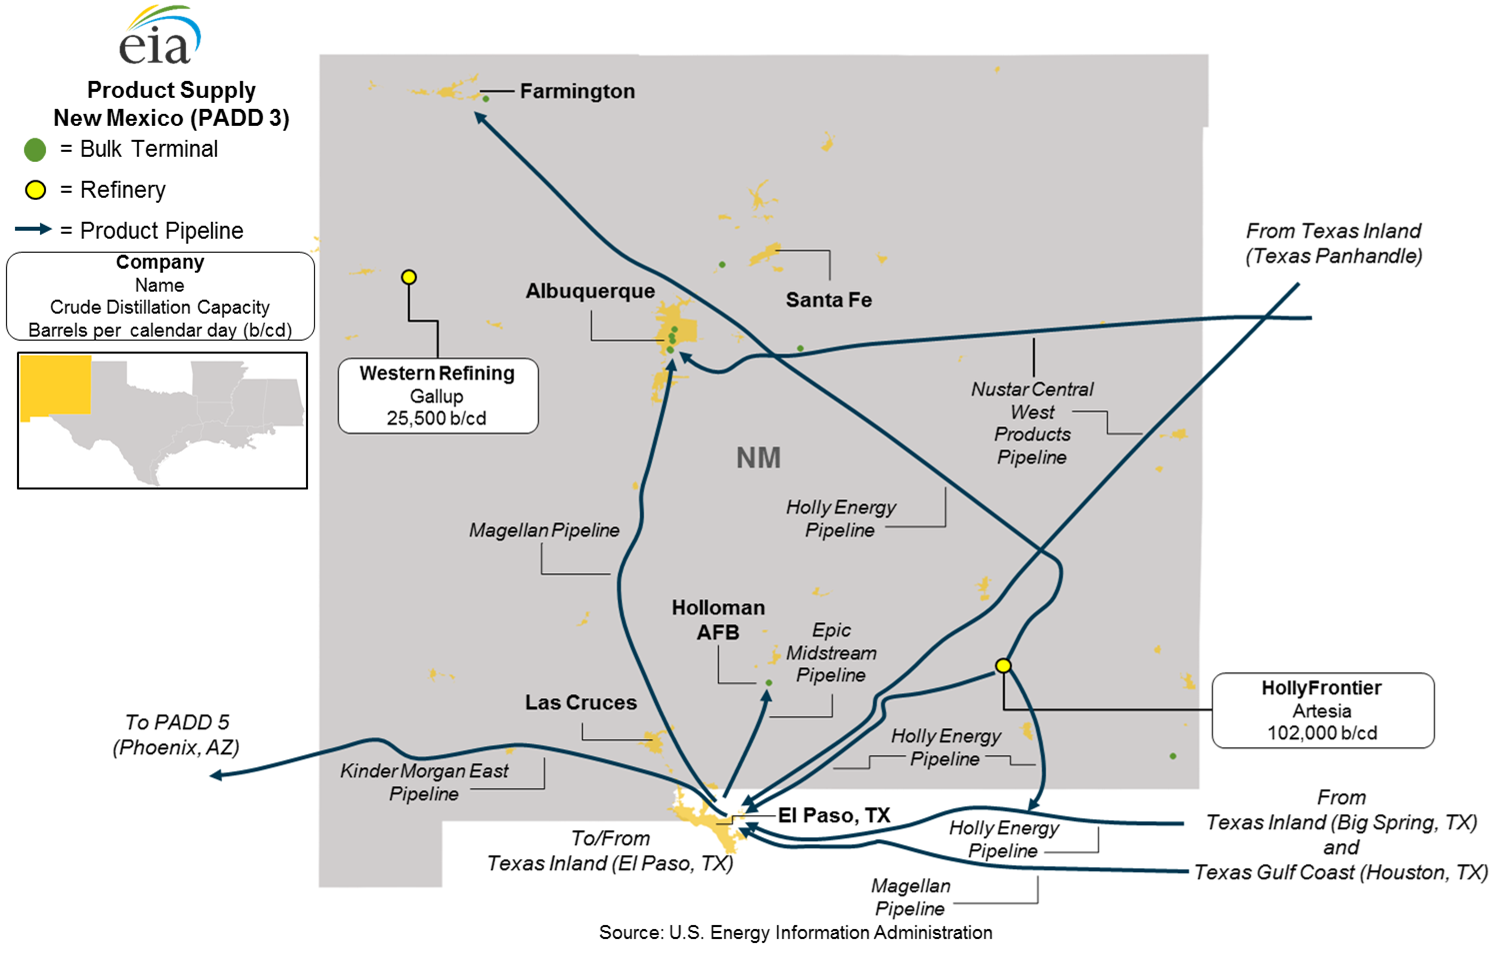 eia
Product Supply
New Mexico (PADD 3)
= Bulk Terminal
= Refinery
= Product Pipeline
Company
Name
Crude Distillation Capacity
Barrels per calendar day (b/cd)
Farmington
From Texas Inland
(Texas Panhandle)
Santa Fe
Albuquerque
Western Refining
Gallup
25,500 b/cd
Nustar Central
West
Products
Pipeline
NM
Holly Energy
Pipeline
Magellan Pipeline
Holloman
AFB
Epic
Midstream
Pipeline
Las Cruces
HollyFrontier
Artesia
102,000 b/cd
To PADD 5
(Phoenix, AZ)
Holly Energy
Pipeline
Kinder Morgan East
Pipeline
El Paso, TX
From
Texas Inland (Big Spring, TX)
and
Texas Gulf Coast (Houston, TX)
Holly Energy
Pipeline
To/From
Texas Inland (El Paso, TX)
Magellan
Pipeline
Source: U.S. Energy Information Administration